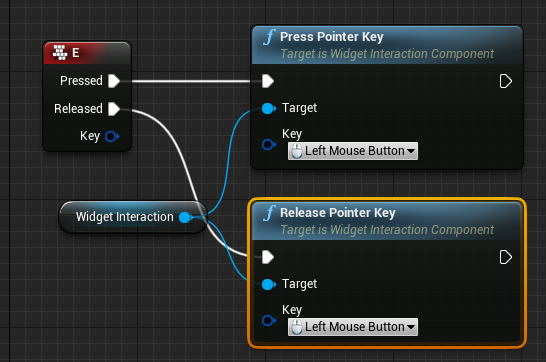 E
Pressed
Released
Key
Widget Interaction
Press Pointer Key
Target is Widget Interaction Component
Target
Key
Left Mouse Button
Release Pointer Key
Target is Widget Interaction Component
Target
Key
Left Mouse Button